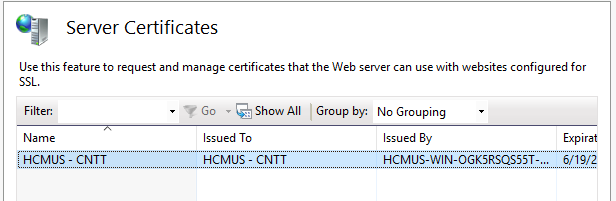 Server Certificates
Use this feature to request and manage certificates that the Web server can use with websites configured for
SSL.
Filter: Go Show All Group by: No Grouping
Name Issued To Issued By Expirat
HCMUS - CNTT HCMUS - CNTT HCMUS-WIN-OGK5RSQS55T-... 6/19/2